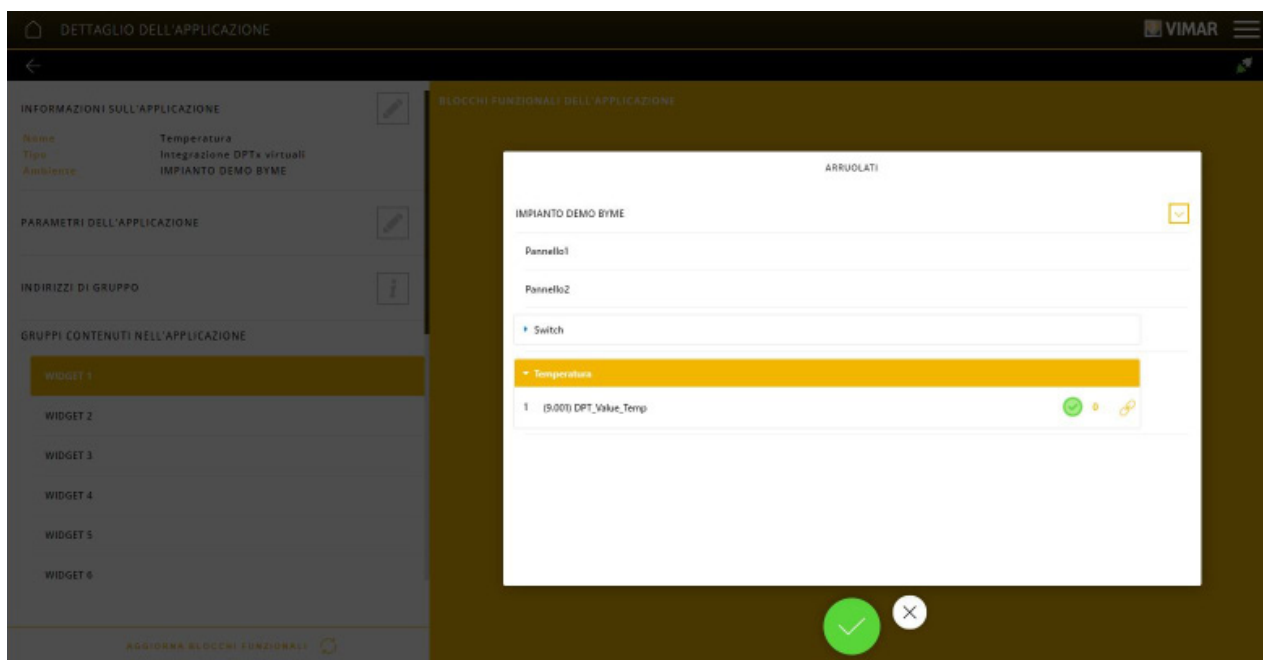 DETTAGLIO DELL'APPLICAZIONE
VIMAR
INFORMAZIONI SULL'APPLICAZIONE
Nome Temperatura
Tipo Integrazione DPTx virtuali
Ambiente IMPIANTO DEMO BYME
PARAMETRI DELL'APPLICAZIONE
INDIRIZZI DI GRUPPO
GRUPPI CONTENUTI NELL'APPLICAZIONE
WIDGET 1
WIDGET 2
WIDGET 3
WIDGET 4
WIDGET 5
WIDGET 6
AGGIORNA BLOCCHI FUNZIONALI
BLOCCHI FUNZIONALI DELL'APPLICAZIONE
ARRUOLATI
IMPIANTO DEMO BYME
Pannello1
Pannello2
Switch
Temperatura
1 (9.001) DPT_Value_Temp 0